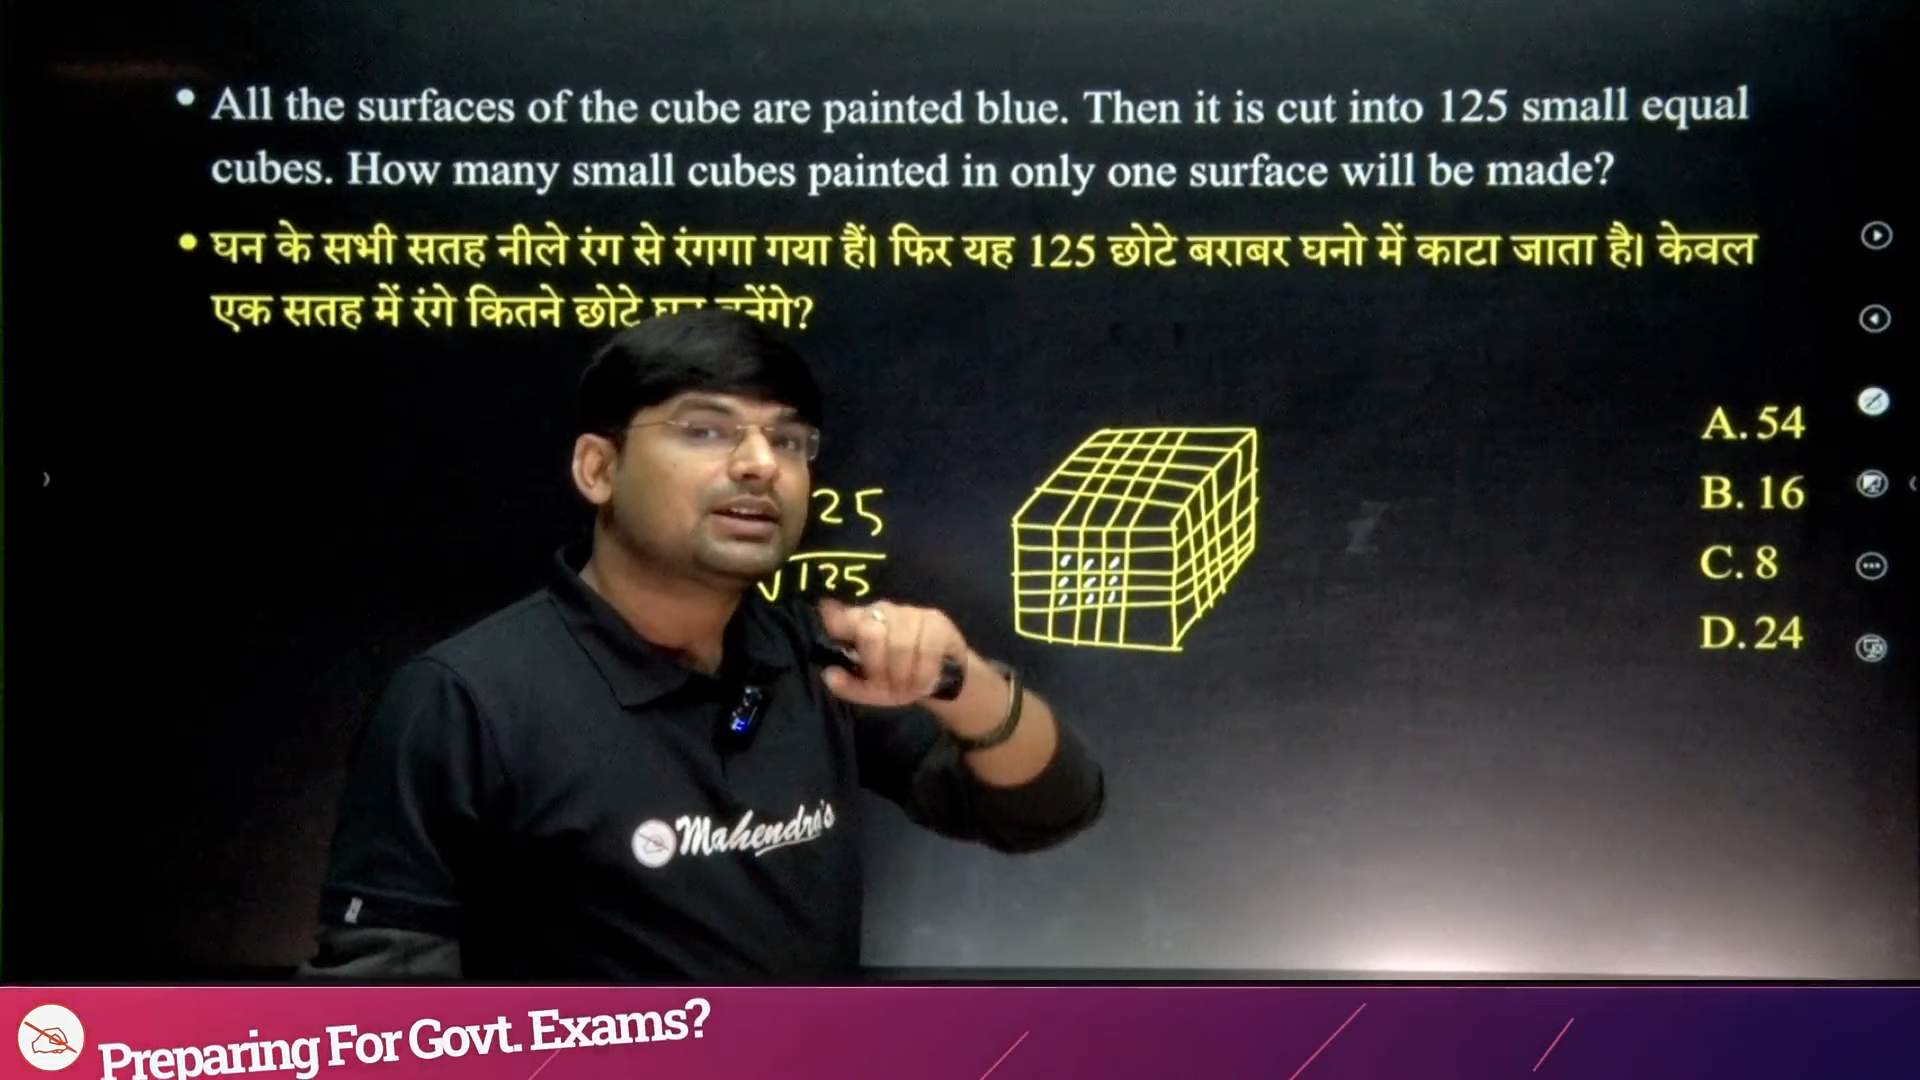 • All the surfaces of the cube are painted blue. Then it is cut into 125 small equal
cubes. How many small cubes painted in only one surface will be made?
• घन के सभी सतह नीले रंग से रंगगा गया हैं। फिर यह 125 छोटे बराबर घनो में काटा जाता है। केवल
एक सतह में रंगे कितने छोटे
A. 54
B. 16
C. 8
D. 24
25
√125
Mahendra's
Preparing For Govt. Exams?